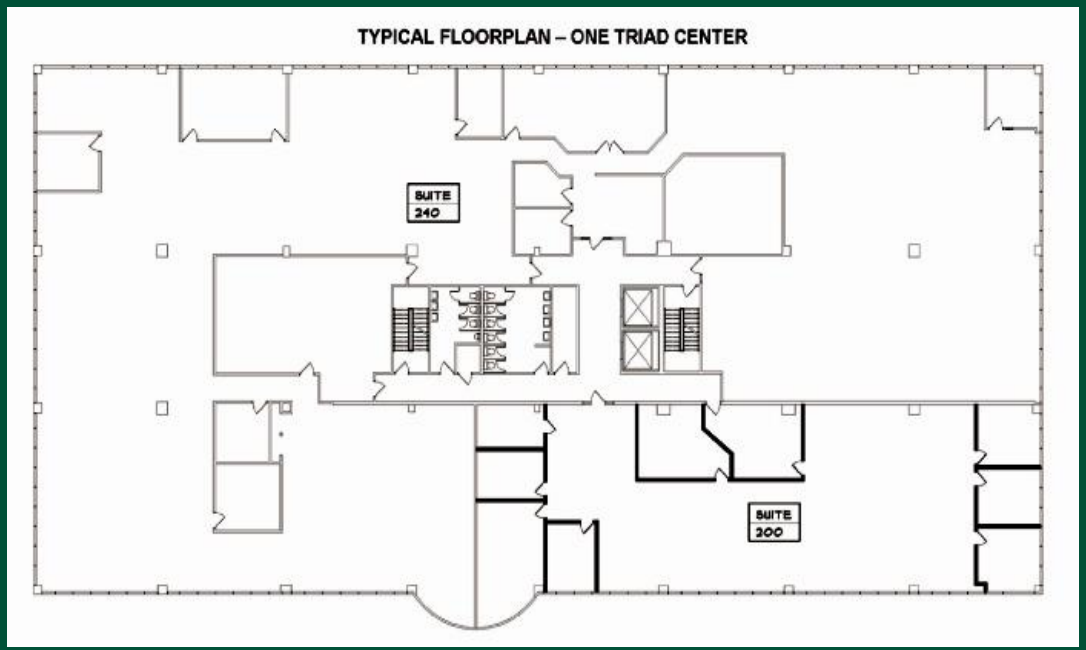 TYPICAL FLOORPLAN – ONE TRIAD CENTER
SUITE
240
SUITE
200